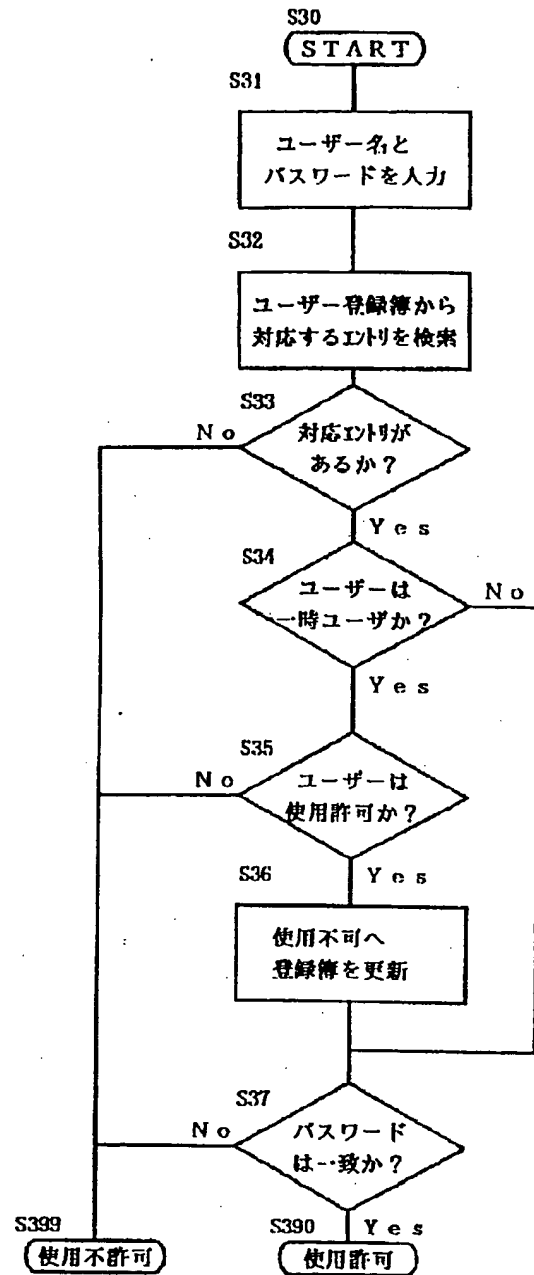 S30
START
S31
ユーザー名と
パスワードを入力
S32
ユーザー登録簿から
対応するエントリを検索
S33
No
対応エントリが
あるか？
Yes
S34
No
ユーザーは
一時ユーザか？
Yes
S35
No
ユーザーは
使用許可か？
S36
Yes
使用不可へ
登録簿を更新
S37
No
パスワード
は一致か？
S399
S390
Yes
使用不許可
使用許可